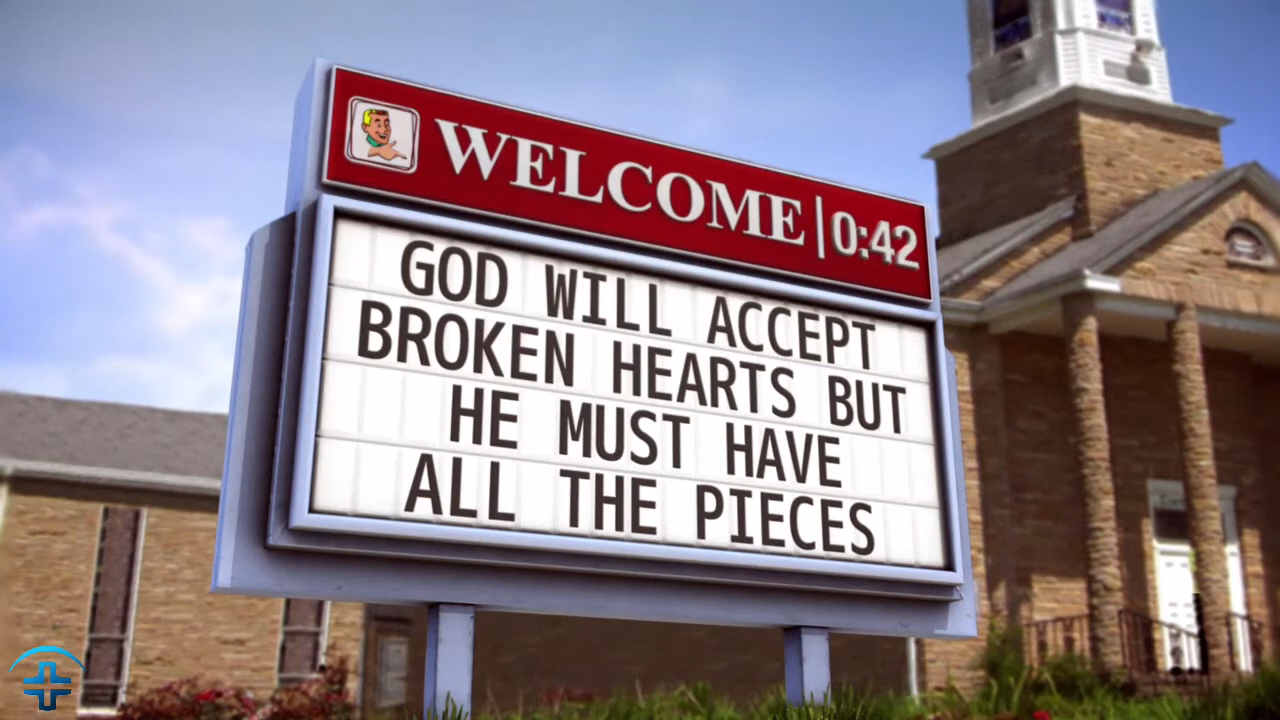 WELCOME | 0:42
GOD WILL ACCEPT
BROKEN HEARTS BUT
HE MUST HAVE
ALL THE PIECES